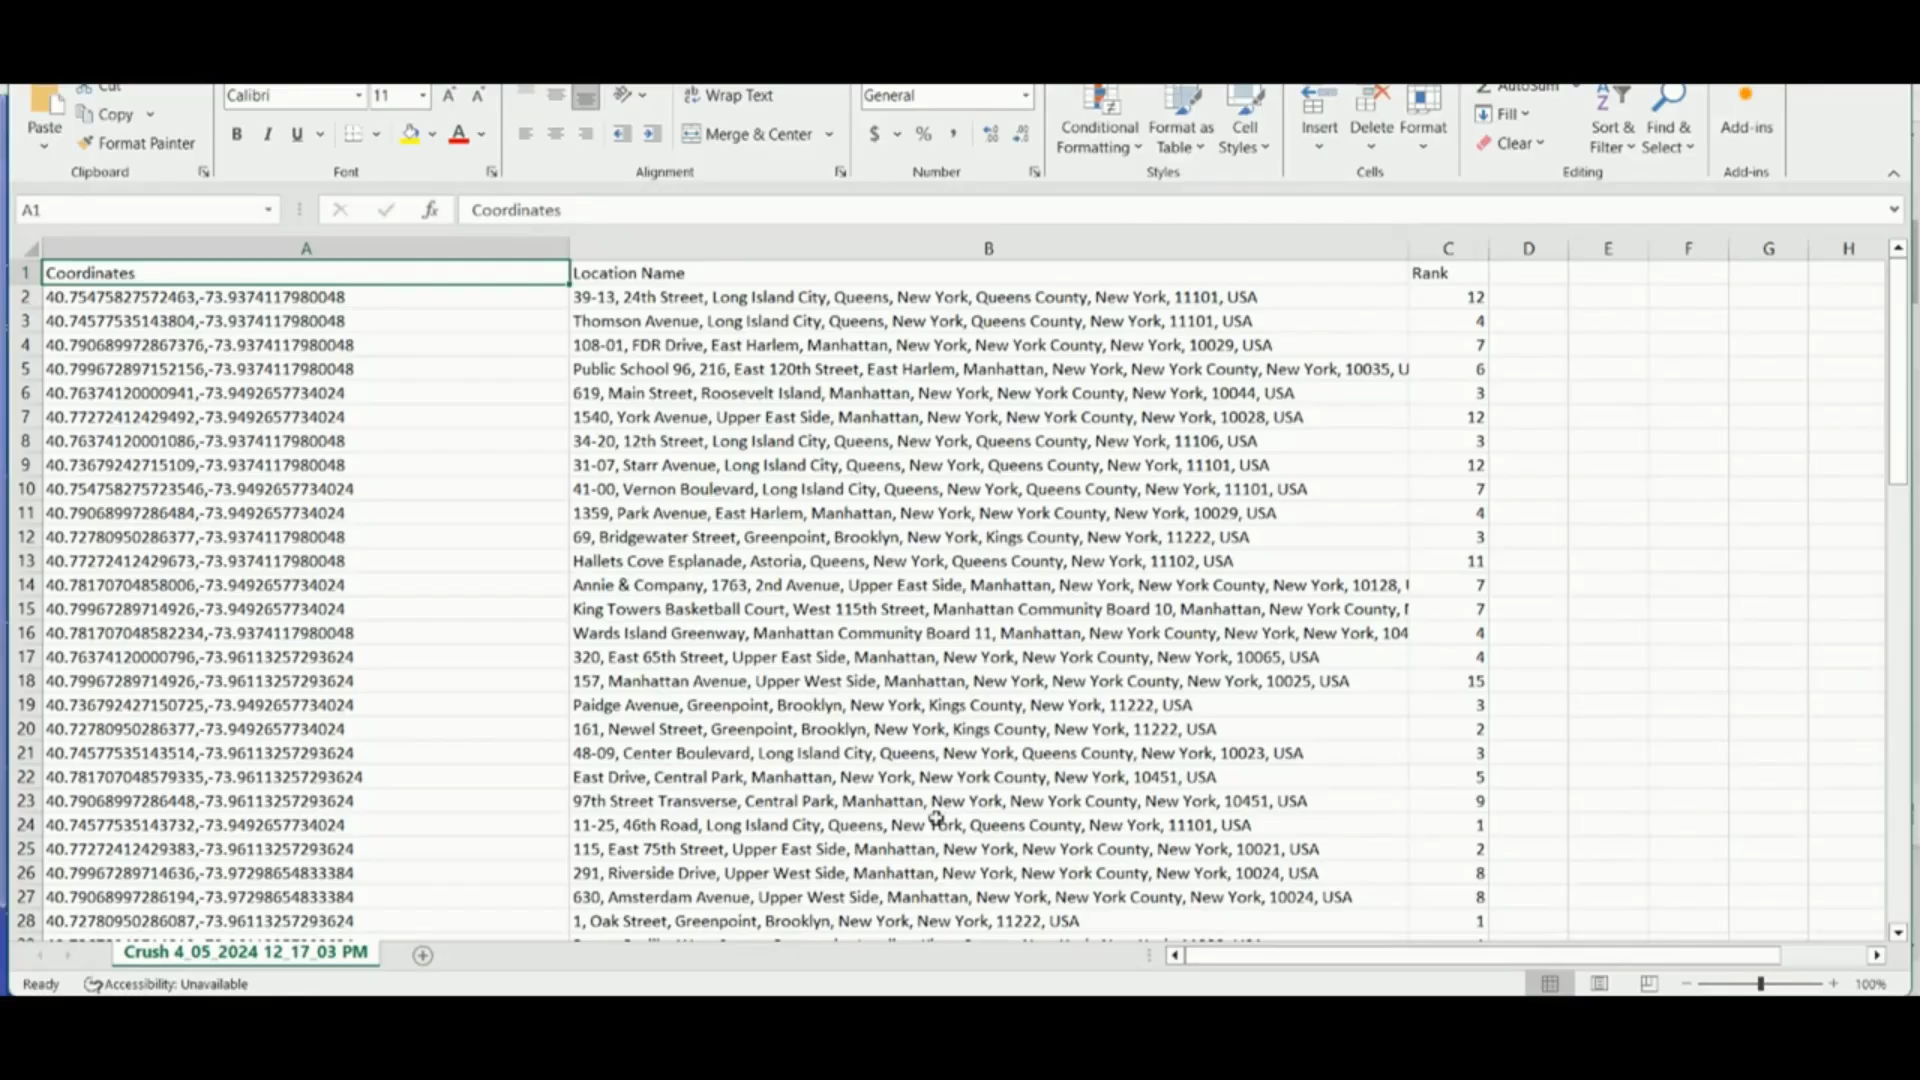 Cut
Calibri 11 A A Wrap Text General AutoSum
Copy
Paste Format Painter B I U A Merge & Center $ % , Conditional Formatting Format as Table Cell Styles Insert Delete Format Fill Clear Sort & Filter Find & Select Add-ins
Clipboard Font Alignment Number Styles Cells Editing Add-ins
A1 fx Coordinates
A B C D E F G H
1 Coordinates Location Name Rank
2 40.75475827572463,-73.9374117980048 39-13, 24th Street, Long Island City, Queens, New York, Queens County, New York, 11101, USA 12
3 40.74577535143804,-73.9374117980048 Thomson Avenue, Long Island City, Queens, New York, Queens County, New York, 11101, USA 4
4 40.790689972867376,-73.9374117980048 108-01, FDR Drive, East Harlem, Manhattan, New York, New York County, New York, 10029, USA 7
5 40.799672897152156,-73.9374117980048 Public School 96, 216, East 120th Street, East Harlem, Manhattan, New York, New York County, New York, 10035, U 6
6 40.76374120000941,-73.9492657734024 619, Main Street, Roosevelt Island, Manhattan, New York, New York County, New York, 10044, USA 3
7 40.77272412429492,-73.9492657734024 1540, York Avenue, Upper East Side, Manhattan, New York, New York County, New York, 10028, USA 12
8 40.76374120001086,-73.9374117980048 34-20, 12th Street, Long Island City, Queens, New York, Queens County, New York, 11106, USA 3
9 40.73679242715109,-73.9374117980048 31-07, Starr Avenue, Long Island City, Queens, New York, Queens County, New York, 11101, USA 12
10 40.754758275723546,-73.9492657734024 41-00, Vernon Boulevard, Long Island City, Queens, New York, Queens County, New York, 11101, USA 7
11 40.79068997286484,-73.9492657734024 1359, Park Avenue, East Harlem, Manhattan, New York, New York County, New York, 10029, USA 4
12 40.72780950286377,-73.9374117980048 69, Bridgewater Street, Greenpoint, Brooklyn, New York, Kings County, New York, 11222, USA 3
13 40.77272412429673,-73.9374117980048 Hallets Cove Esplanade, Astoria, Queens, New York, Queens County, New York, 11102, USA 11
14 40.78170704858006,-73.9492657734024 Annie & Company, 1763, 2nd Avenue, Upper East Side, Manhattan, New York, New York County, New York, 10128, 7
15 40.79967289714926,-73.9492657734024 King Towers Basketball Court, West 115th Street, Manhattan Community Board 10, Manhattan, New York County, 7
16 40.781707048582234,-73.9374117980048 Wards Island Greenway, Manhattan Community Board 11, Manhattan, New York County, New York, New York, 104 4
17 40.76374120000796,-73.96113257293624 320, East 65th Street, Upper East Side, Manhattan, New York, New York County, New York, 10065, USA 4
18 40.79967289714926,-73.96113257293624 157, Manhattan Avenue, Upper West Side, Manhattan, New York, New York County, New York, 10025, USA 15
19 40.736792427150725,-73.9492657734024 Paidge Avenue, Greenpoint, Brooklyn, New York, Kings County, New York, 11222, USA 3
20 40.72780950286377,-73.9492657734024 161, Newel Street, Greenpoint, Brooklyn, New York, Kings County, New York, 11222, USA 2
21 40.74577535143514,-73.96113257293624 48-09, Center Boulevard, Long Island City, Queens, New York, Queens County, New York, 10023, USA 3
22 40.781707048579335,-73.96113257293624 East Drive, Central Park, Manhattan, New York, New York County, New York, 10451, USA 5
23 40.79068997286448,-73.96113257293624 97th Street Transverse, Central Park, Manhattan, New York, New York County, New York, 10451, USA 9
24 40.74577535143732,-73.9492657734024 11-25, 46th Road, Long Island City, Queens, New York, Queens County, New York, 11101, USA 1
25 40.77272412429383,-73.96113257293624 115, East 75th Street, Upper East Side, Manhattan, New York, New York County, New York, 10021, USA 2
26 40.79967289714636,-73.97298654833384 291, Riverside Drive, Upper West Side, Manhattan, New York, New York County, New York, 10024, USA 8
27 40.79068997286194,-73.97298654833384 630, Amsterdam Avenue, Upper West Side, Manhattan, New York, New York County, New York, 10024, USA 8
28 40.72780950286087,-73.96113257293624 1, Oak Street, Greenpoint, Brooklyn, New York, New York, 11222, USA 1
Crush 4_05_2024 12_17_03 PM
Ready Accessibility: Unavailable 100%